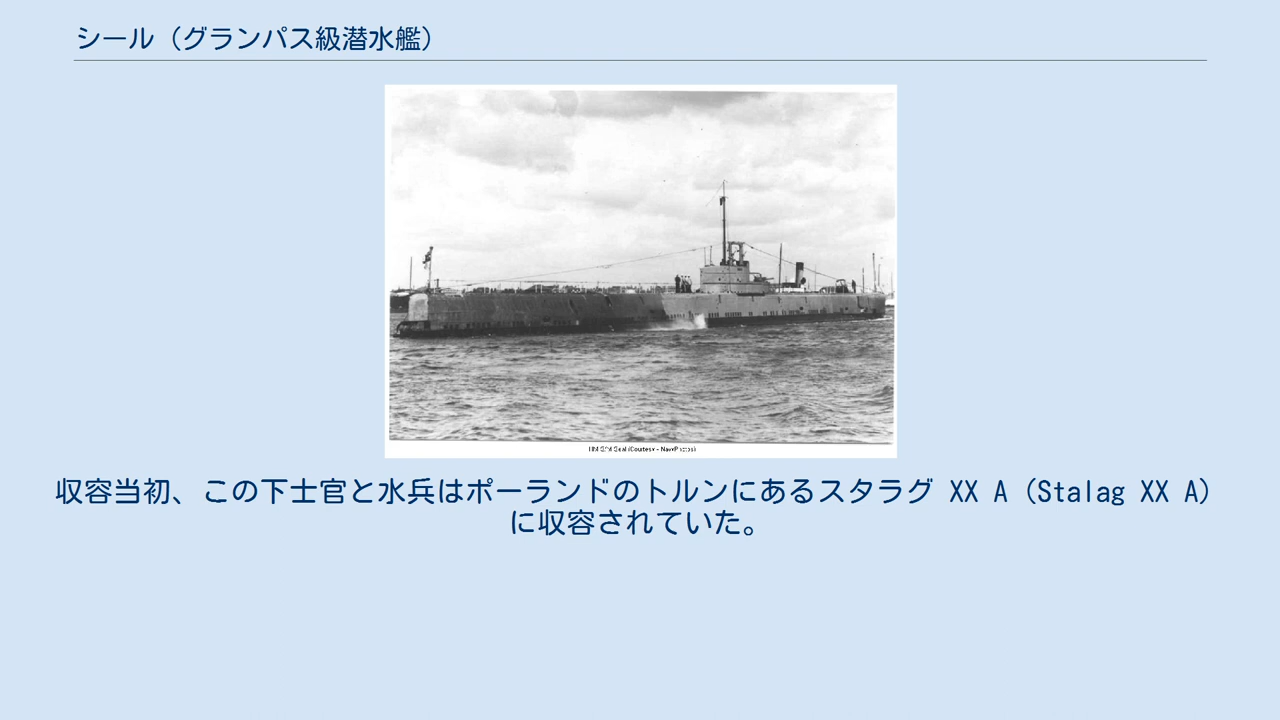 シール（グランパス級潜水艦）
収容当初、この下士官と水兵はポーランドのトルンにあるスタラグ XX A（Stalag XX A）
に収容されていた。